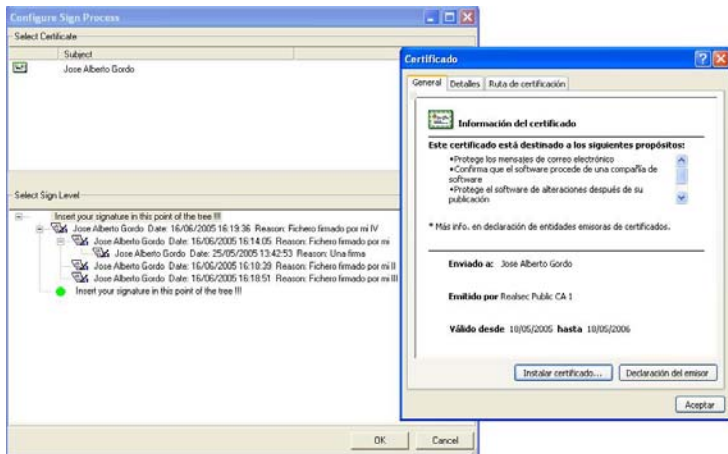 Configure Sign Process
Select Certificate
Subject
Jose Alberto Gordo
Select Sign Level
Insert your signature in this point of the tree !!!
Jose Alberto Gordo Date: 16/06/2005 16:19:36 Reason: Fichero firmado por mi IV
Jose Alberto Gordo Date: 16/06/2005 16:14:05 Reason: Fichero firmado por mi
Jose Alberto Gordo Date: 25/05/2005 13:42:53 Reason: Una firma
Jose Alberto Gordo Date: 16/06/2005 16:18:39 Reason: Fichero firmado por mi II
Jose Alberto Gordo Date: 16/06/2005 16:18:51 Reason: Fichero firmado por mi III
Insert your signature in this point of the tree !!!
OK
Cancel
Certificado
General
Detalles
Ruta de certificación
Información del certificado
Este certificado está destinado a los siguientes propósitos:
•Protege los mensajes de correo electrónico
•Confirma que el software procede de una compañía de
software
•Protege el software de alteraciones después de su
publicación
* Más info. en declaración de entidades emisoras de certificados.
Enviado a: Jose Alberto Gordo
Emitido por Realsec Public CA 1
Válido desde 18/05/2005 hasta 18/05/2006
Instalar certificado...
Declaración del emisor
Aceptar